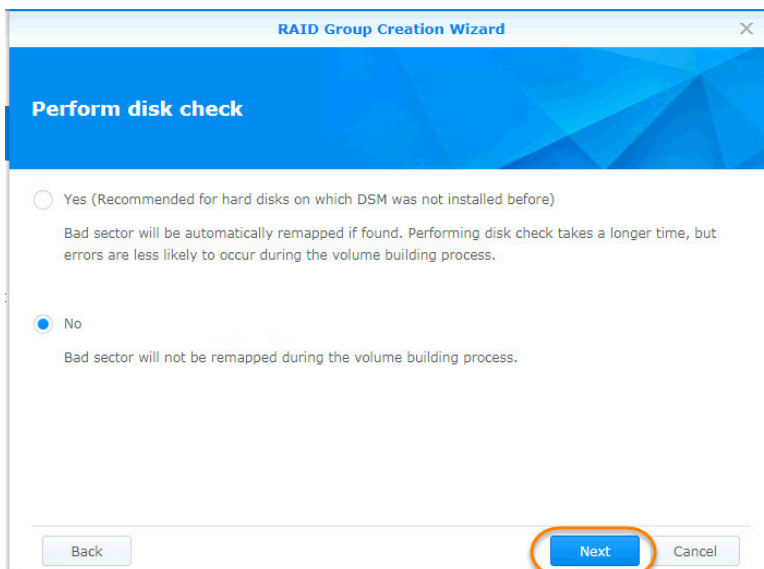 RAID Group Creation Wizard
Perform disk check
Yes (Recommended for hard disks on which DSM was not installed before)
Bad sector will be automatically remapped if found. Performing disk check takes a longer time, but
errors are less likely to occur during the volume building process.
No
Bad sector will not be remapped during the volume building process.
Back
Next
Cancel